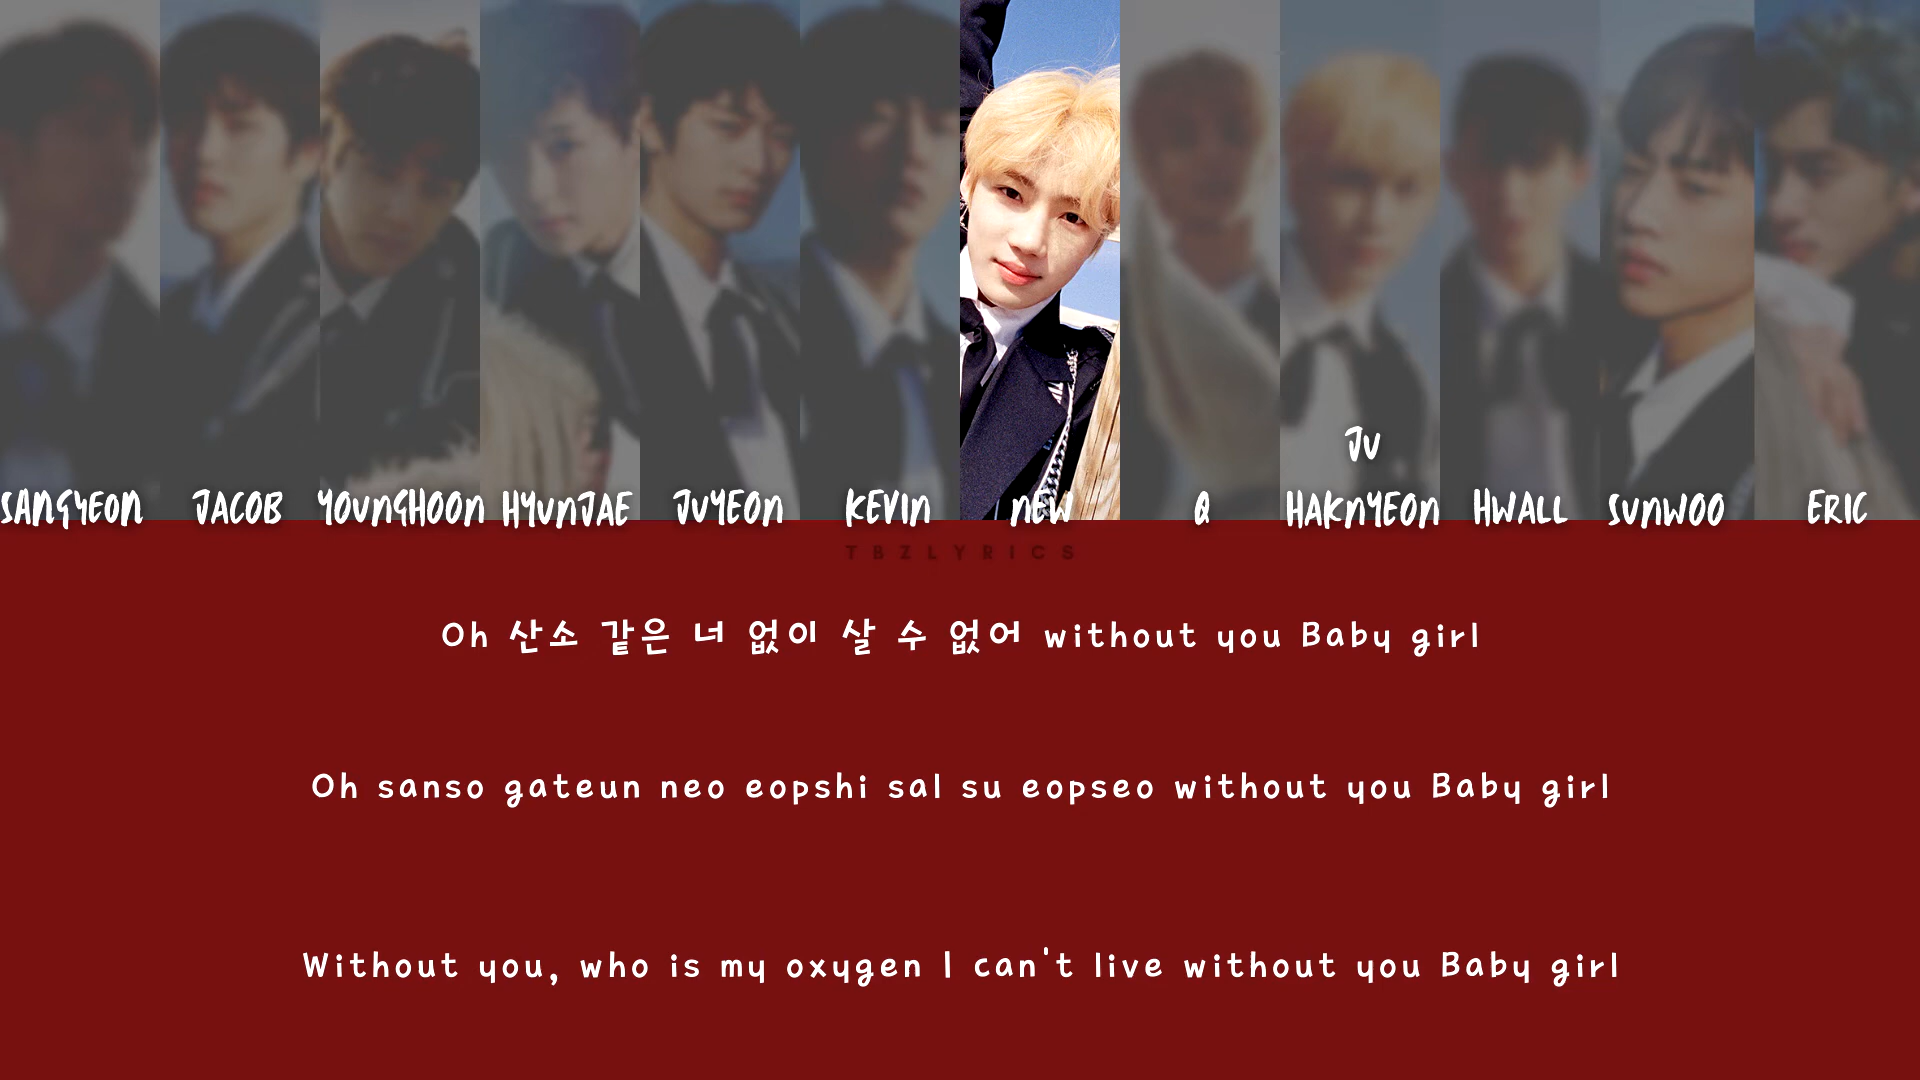 JU
SANGYEON JACOB YOUNGHOON HYUNJAE JUYEON KEVIN NEW Q HAKNYEON HWALL SUNWOO ERIC
TBZLYRICS
Oh 산소 같은 너 없이 살 수 없어 without you Baby girl
Oh sanso gateun neo eopshi sal su eopseo without you Baby girl
Without you, who is my oxygen I can't live without you Baby girl